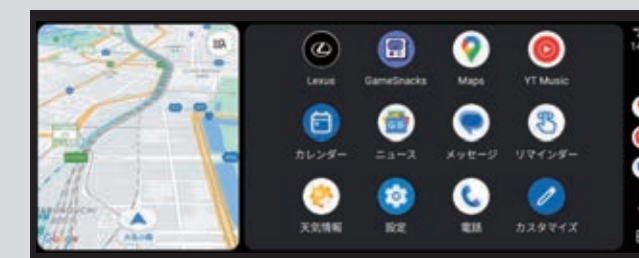 Lexus
GameSnacks
Maps
YT Music
カレンダー
ニュース
メッセージ
リマインダー
天気情報
設定
電話
カスタマイズ
Google